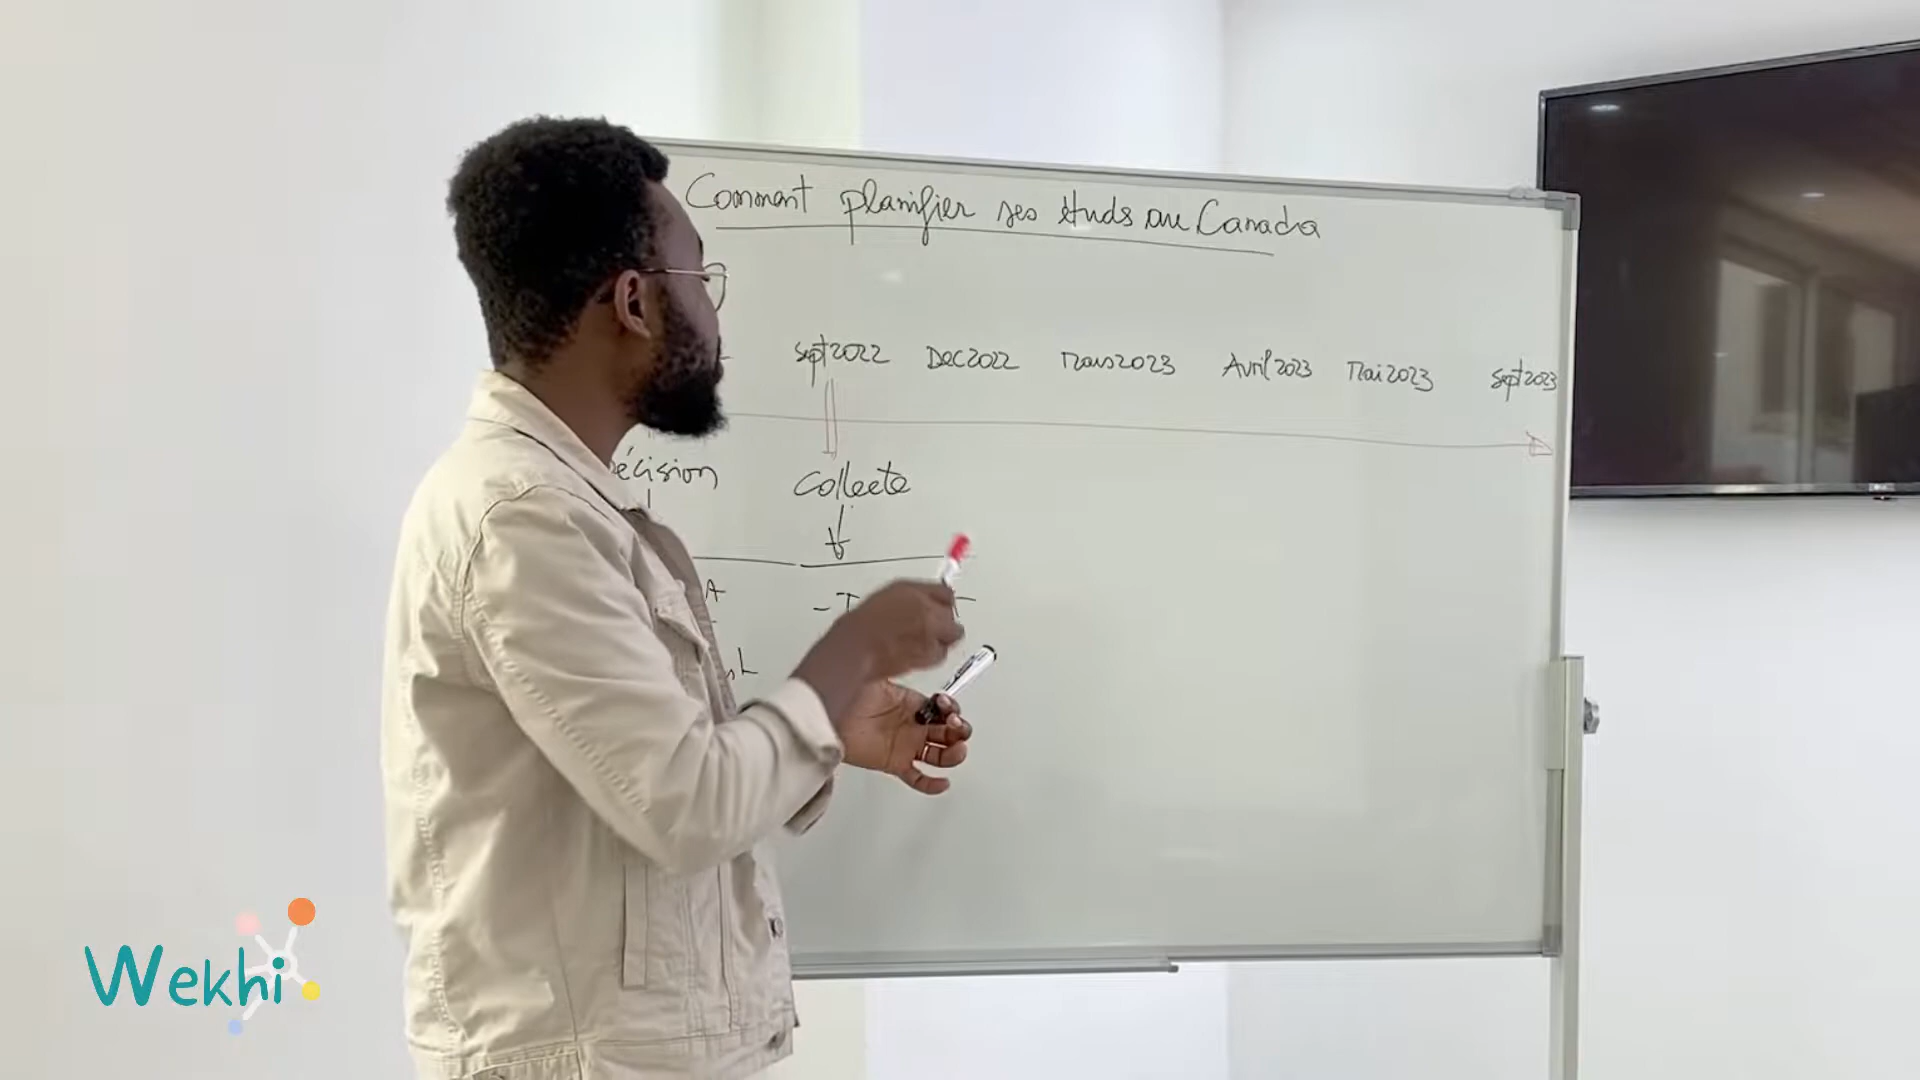 Comment planifier ses études au Canada
Sept 2022 Dec 2022 Mars 2023 Avril 2023 Mai 2023 Sept 2023
écision Collecte
Wekhi